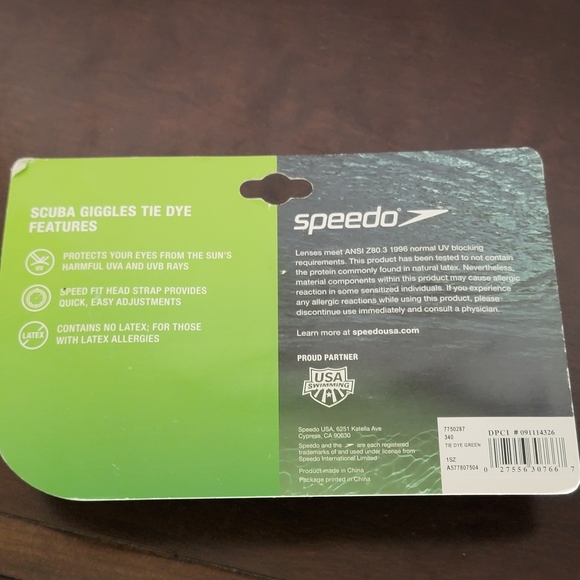 SCUBA GIGGLES TIE DYE
FEATURES
UV
PROTECTS YOUR EYES FROM THE SUN'S
HARMFUL UVA AND UVB RAYS
SPEED FIT HEAD STRAP PROVIDES
QUICK, EASY ADJUSTMENTS
LATEX
CONTAINS NO LATEX; FOR THOSE
WITH LATEX ALLERGIES
speedo
Lenses meet ANSI Z80.3 1996 normal UV blocking
requirements. This product has been tested to not contain
the protein commonly found in natural latex. Nevertheless,
material components within this product may cause allergic
reaction in some sensitized individuals. If you experience
any allergic reactions while using this product, please
discontinue use immediately and consult a physician.
Learn more at speedousa.com
PROUD PARTNER
USA
SWIMMING
Speedo USA, 6251 Katella Ave
Cypress, CA 90630
Speedo and the are each registered
trademarks of and used under license from
Speedo International Limited
Product made in China
Package printed in China
7750287
340
TIE DYE GREEN
1SZ
A577807504
DPCI # 091114326
0 27556 30766 7